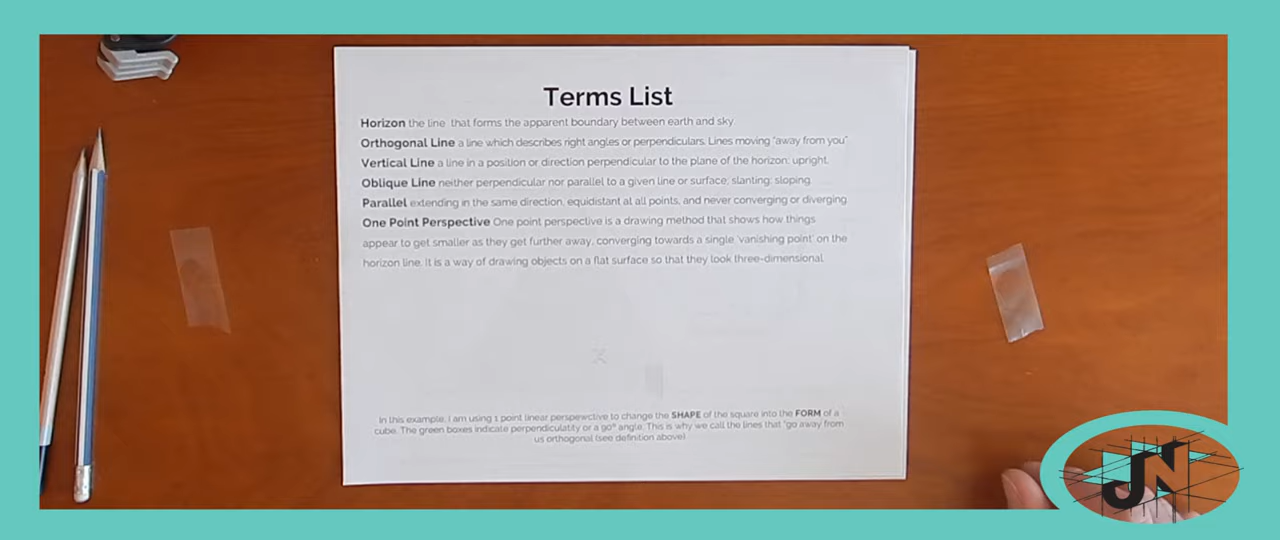 Terms List
Horizon the line that forms the apparent boundary between earth and sky.
Orthogonal Line a line which describes right angles or perpendiculars. Lines moving "away from you"
Vertical Line a line in a position or direction perpendicular to the plane of the horizon: upright.
Oblique Line neither perpendicular nor parallel to a given line or surface; slanting; sloping.
Parallel extending in the same direction, equidistant at all points, and never converging or diverging.
One Point Perspective One point perspective is a drawing method that shows how things
appear to get smaller as they get further away, converging towards a single 'vanishing point' on the
horizon line. It is a way of drawing objects on a flat surface so that they look three-dimensional.
In this example, I am using 1 point linear perspewctive to change the SHAPE of the square into the FORM of a
cube. The green boxes indicate perpendiculatity or a 90° angle. This is why we call the lines that "go away from
us orthogonal (see definition above)
JN